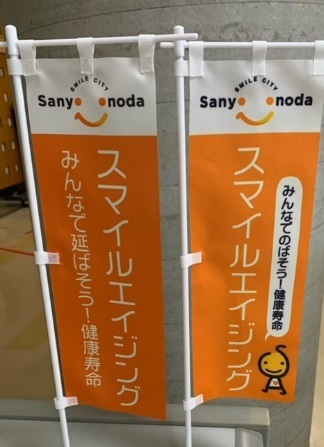 SMILE CITY
Sanyo onoda
スマイルエイジング
みんなで延ばそう!健康寿命
SMILE CITY
Sanyo onoda
みんなでのばそう!健康寿命
スマイルエイジング